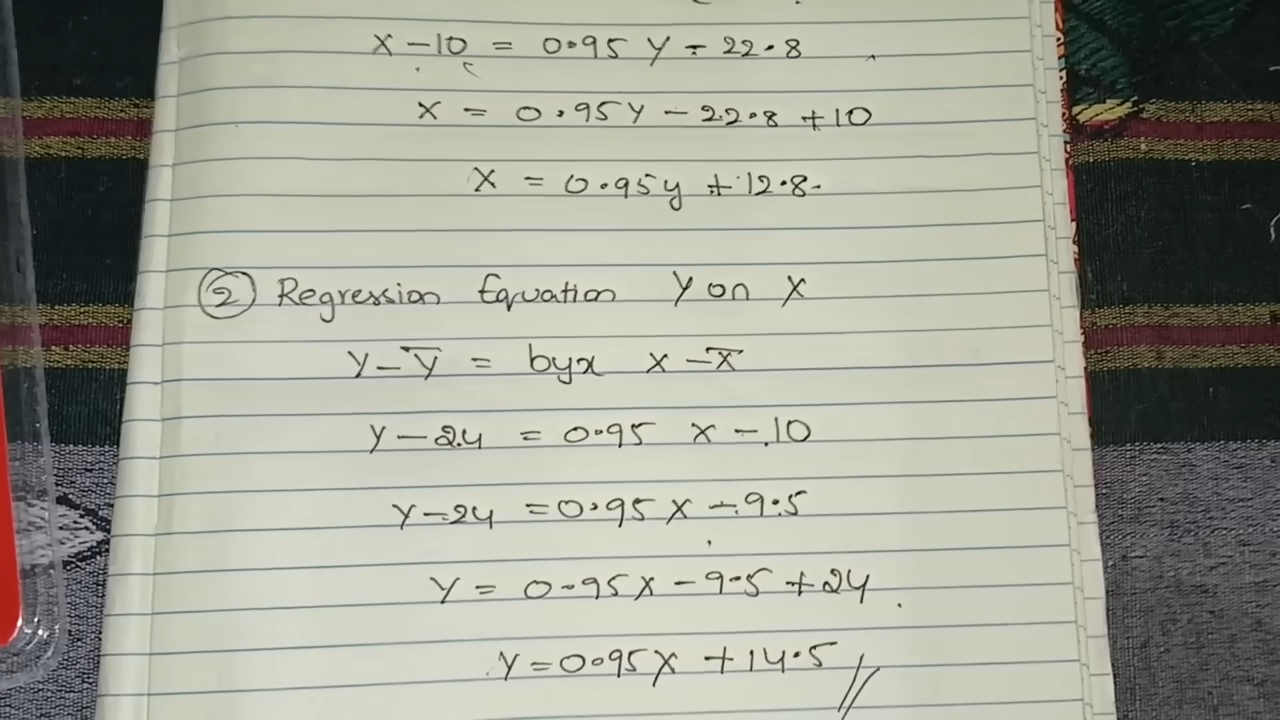 X - 10 = 0.95 Y - 22.8
X = 0.95Y - 22.8 + 10
X = 0.95y + 12.8
② Regression Equation Y on X
Y - Y̅ = byx X - X̅
Y - 24 = 0.95 X - 10
Y - 24 = 0.95 X - 9.5
Y = 0.95X - 9.5 + 24
Y = 0.95X + 14.5 //